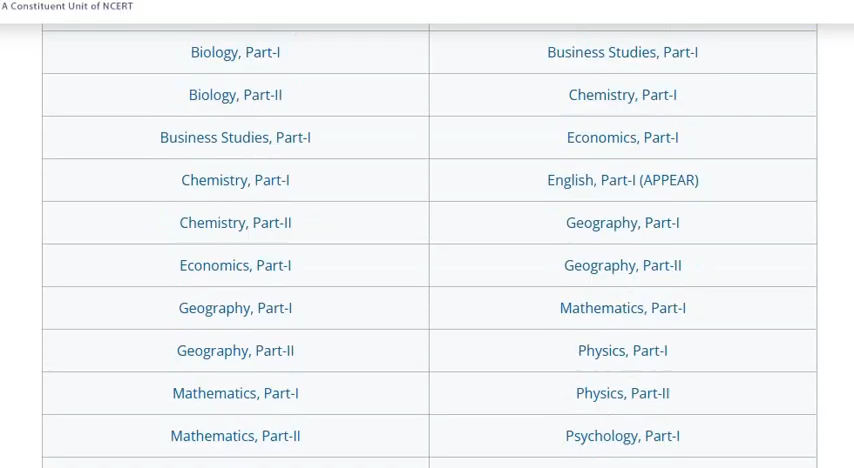 A Constituent Unit of NCERT
Biology, Part-I Business Studies, Part-I
Biology, Part-II Chemistry, Part-I
Business Studies, Part-I Economics, Part-I
Chemistry, Part-I English, Part-I (APPEAR)
Chemistry, Part-II Geography, Part-I
Economics, Part-I Geography, Part-II
Geography, Part-I Mathematics, Part-I
Geography, Part-II Physics, Part-I
Mathematics, Part-I Physics, Part-II
Mathematics, Part-II Psychology, Part-I